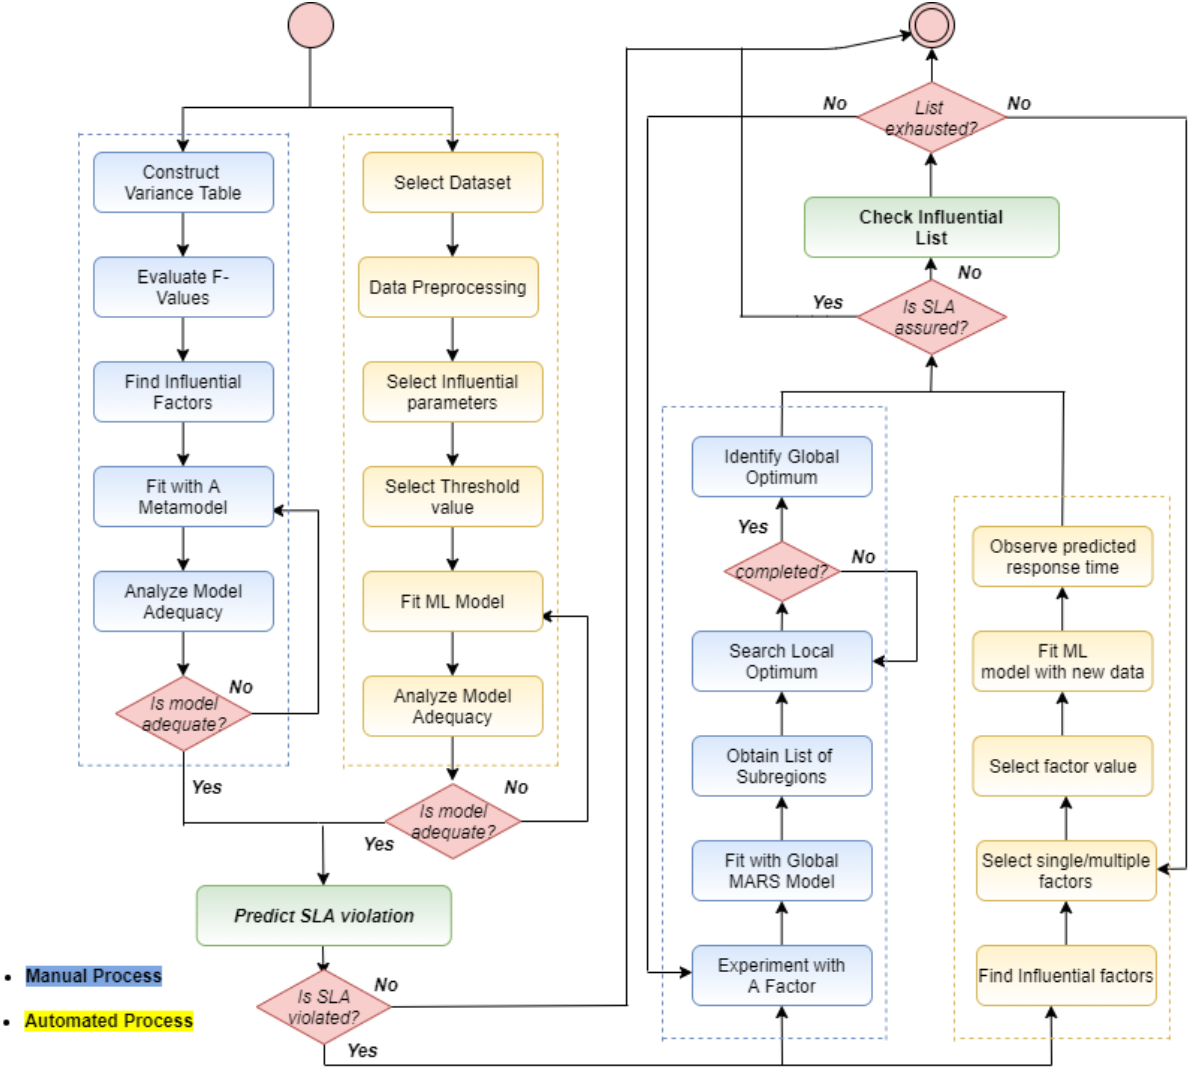 Construct
Variance Table
Evaluate F-
Values
Find Influential
Factors
Fit with A
Metamodel
Analyze Model
Adequacy
Is model
adequate?
No
Yes
Select Dataset
Data Preprocessing
Select Influential
parameters
Select Threshold
value
Fit ML Model
Analyze Model
Adequacy
Is model
adequate?
No
Yes
Predict SLA violation
Is SLA
violated?
No
Yes
Manual Process
Automated Process
List
exhausted?
No
No
Check Influential
List
No
Is SLA
assured?
Yes
Identify Global
Optimum
Yes
completed?
No
Search Local
Optimum
Obtain List of
Subregions
Fit with Global
MARS Model
Experiment with
A Factor
Observe predicted
response time
Fit ML
model with new data
Select factor value
Select single/multiple
factors
Find Influential factors